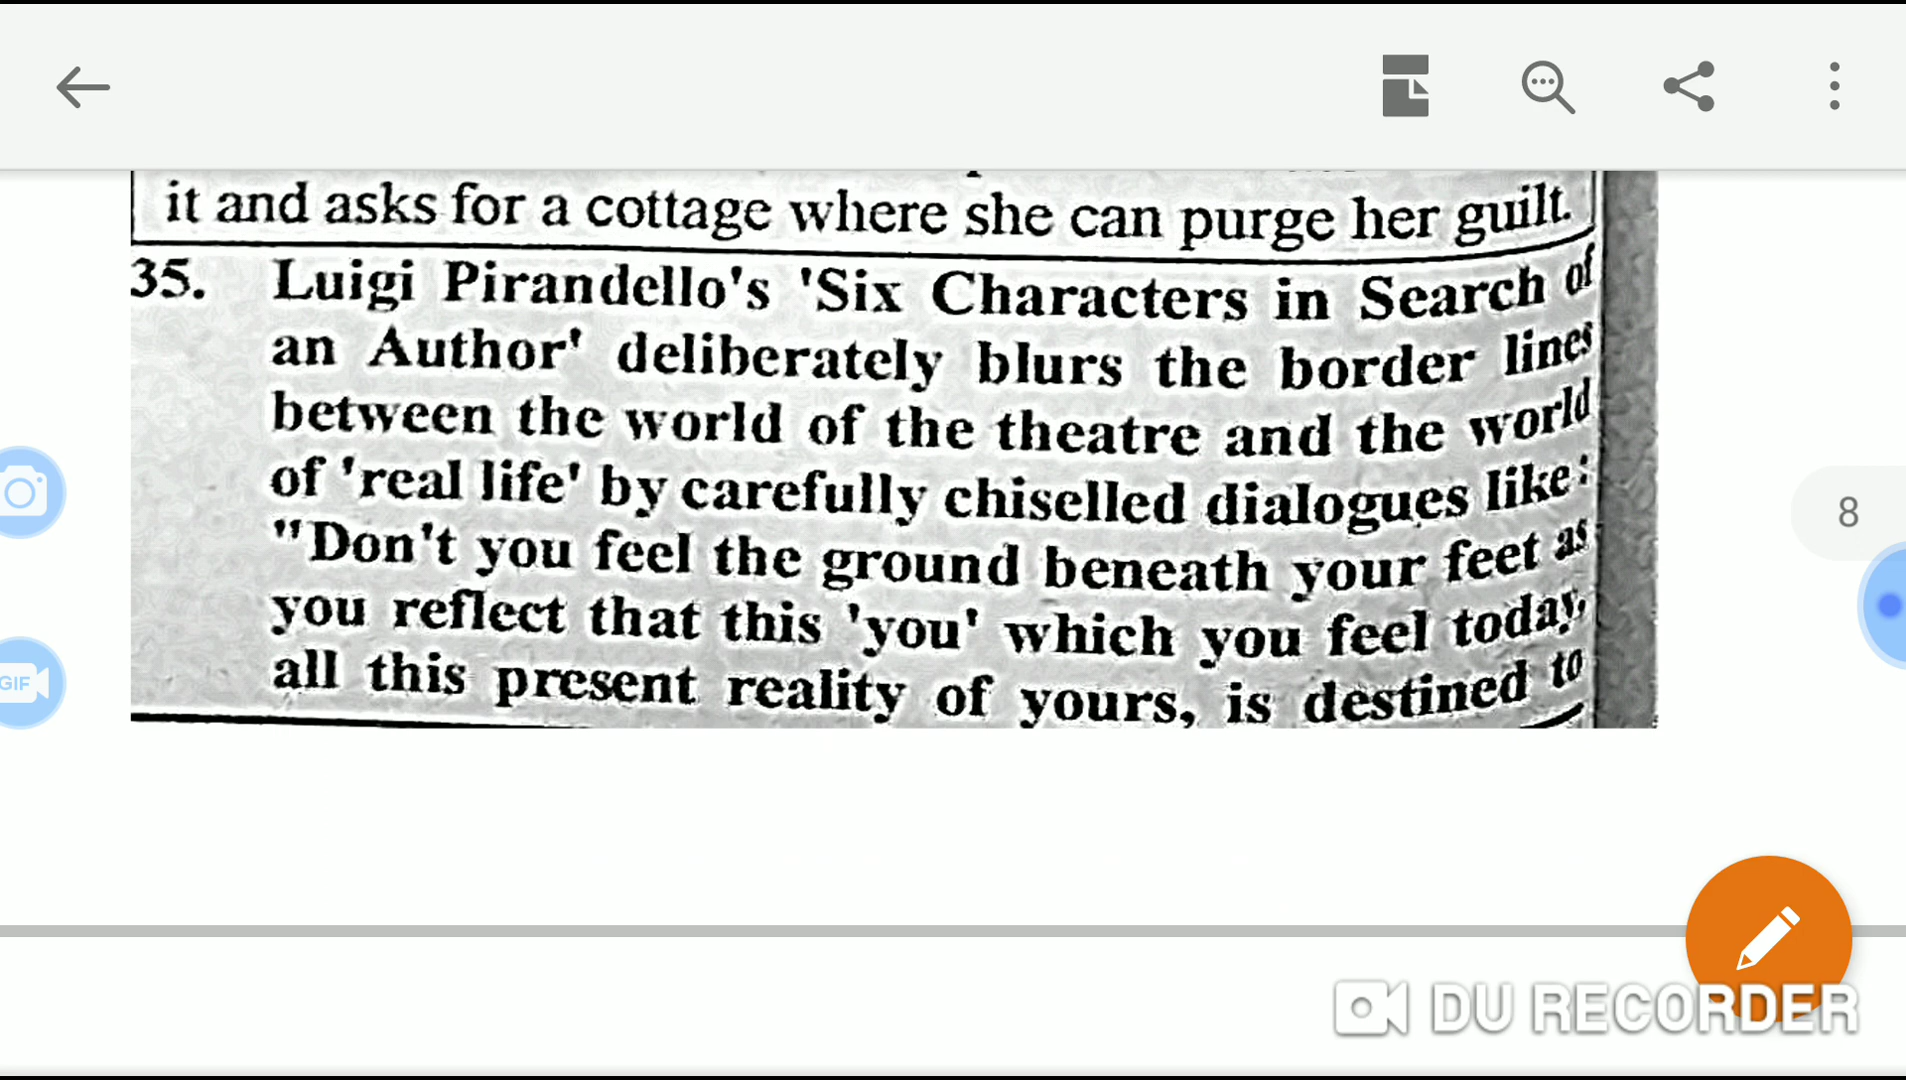 it and asks for a cottage where she can purge her guilt.
35. Luigi Pirandello's 'Six Characters in Search of
an Author' deliberately blurs the border lines
between the world of the theatre and the world
of 'real life' by carefully chiselled dialogues like:
"Don't you feel the ground beneath your feet as
you reflect that this 'you' which you feel today,
all this present reality of yours, is destined to
8
GIF
DU RECORDER